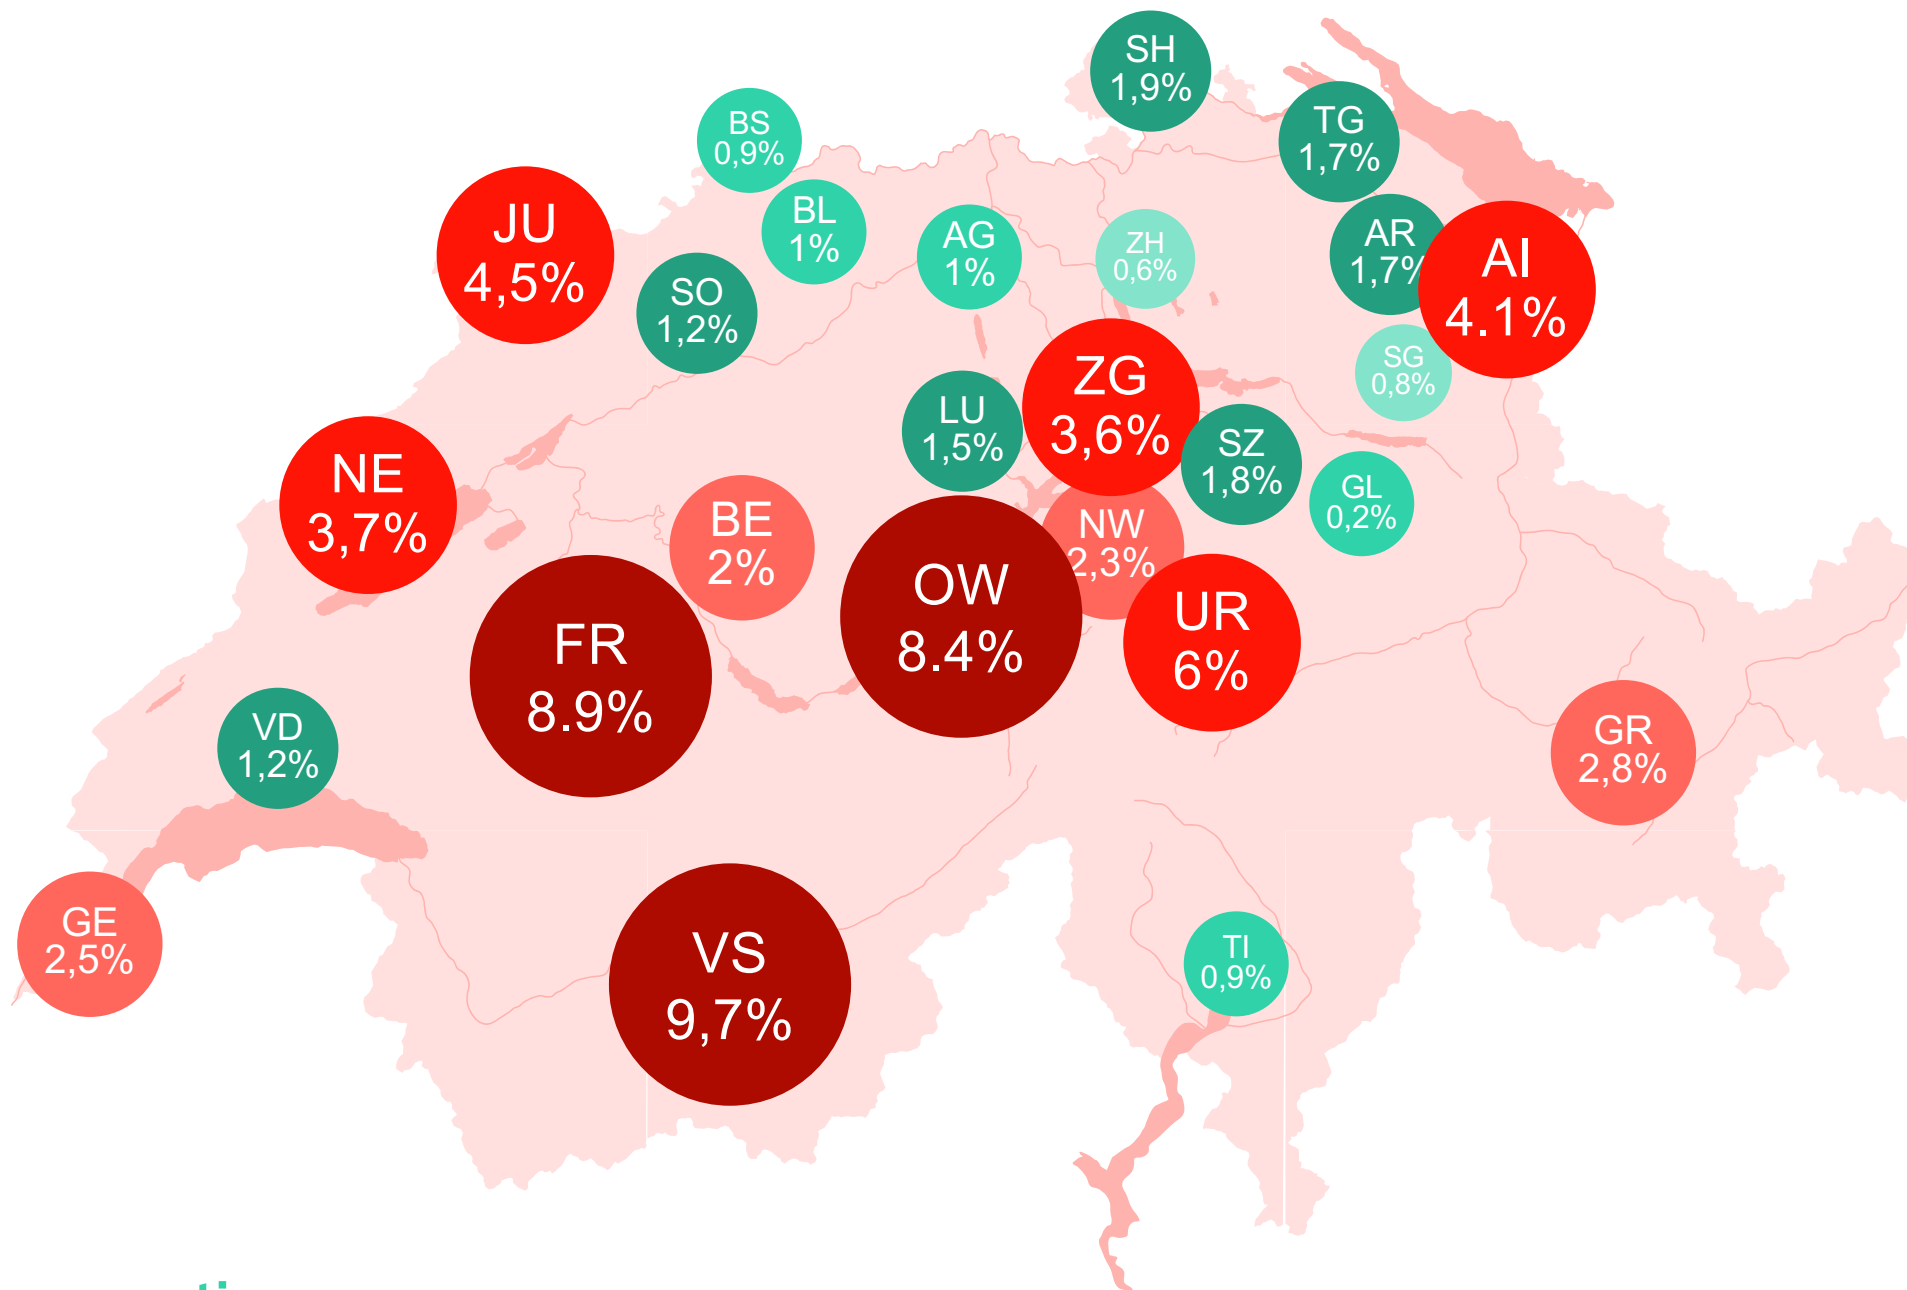 SH
1,9%
BS
0,9%
TG
1,7%
BL
1%
JU
4,5%
AG
1%
ZH
0,6%
AR
1,7%
AI
4.1%
SO
1,2%
SG
0,8%
ZG
3,6%
LU
1,5%
SZ
1,8%
NE
3,7%
GL
0,2%
BE
2%
NW
2,3%
OW
8.4%
UR
6%
FR
8.9%
VD
1,2%
GR
2,8%
GE
2,5%
VS
9,7%
TI
0,9%